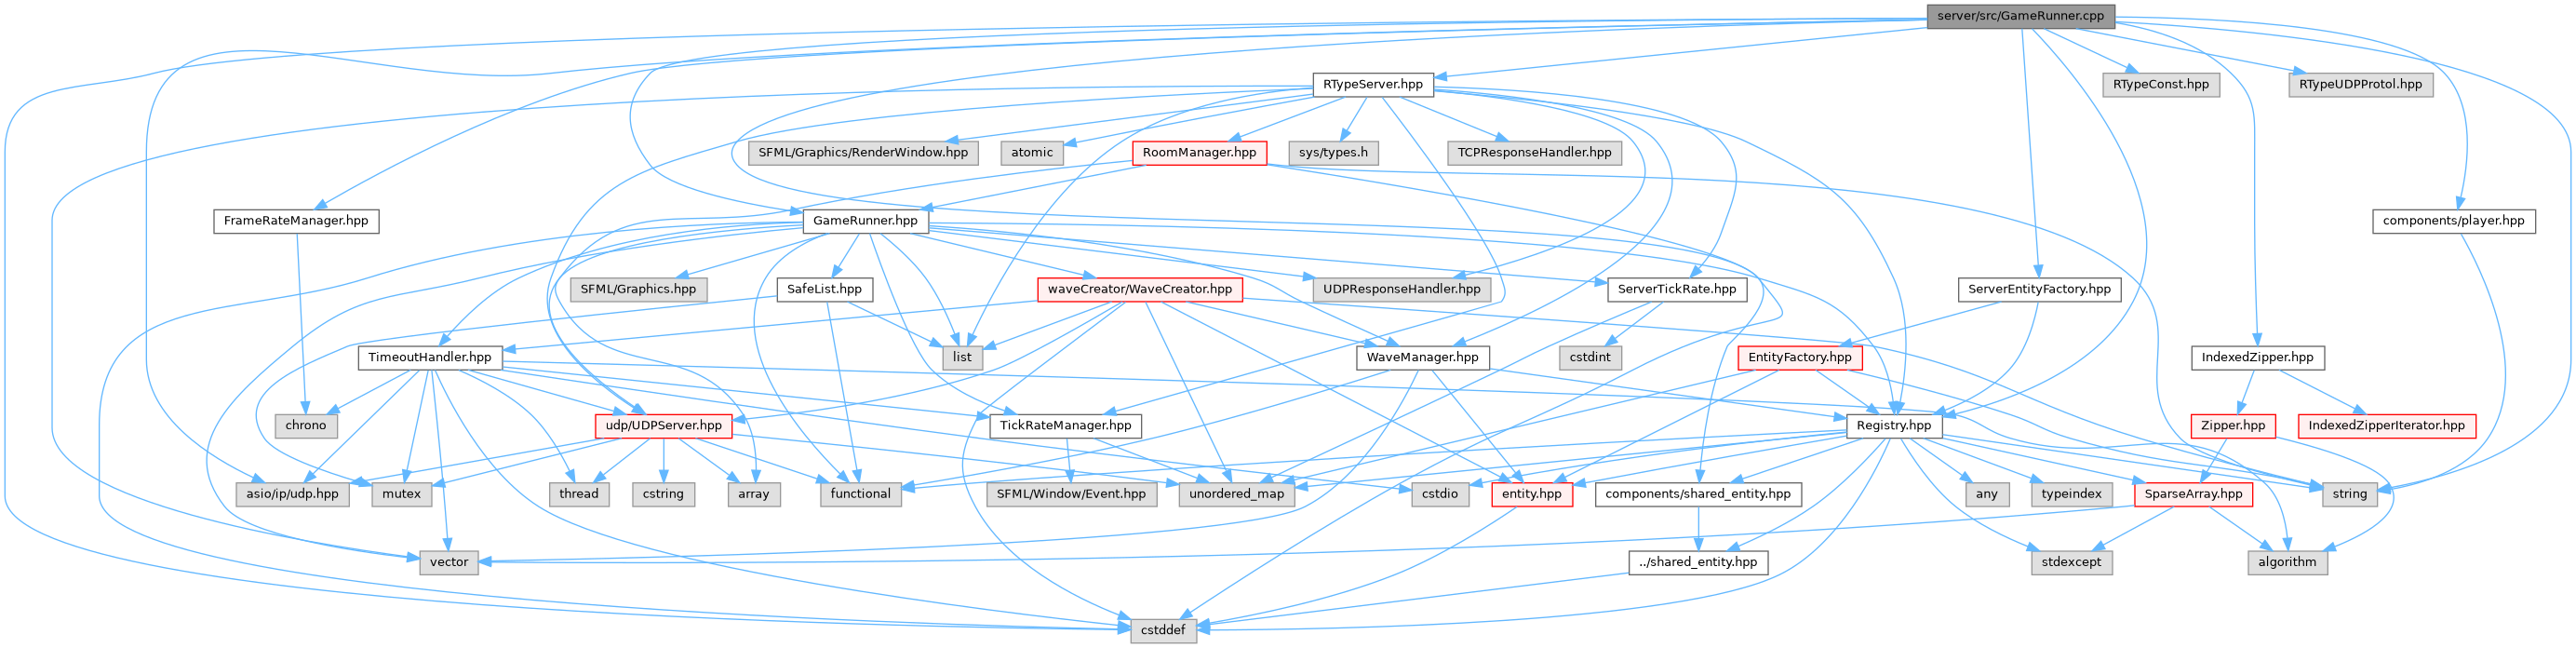 server/src/GameRunner.cpp
RTypeServer.hpp
RTypeConst.hpp
RTypeUDPProtol.hpp
SFML/Graphics/RenderWindow.hpp
atomic
RoomManager.hpp
sys/types.h
TCPResponseHandler.hpp
FrameRateManager.hpp
GameRunner.hpp
components/player.hpp
SFML/Graphics.hpp
SafeList.hpp
waveCreator/WaveCreator.hpp
UDPResponseHandler.hpp
ServerTickRate.hpp
ServerEntityFactory.hpp
TimeoutHandler.hpp
list
WaveManager.hpp
cstdint
EntityFactory.hpp
IndexedZipper.hpp
chrono
udp/UDPServer.hpp
TickRateManager.hpp
Registry.hpp
Zipper.hpp
IndexedZipperIterator.hpp
asio/ip/udp.hpp
mutex
thread
cstring
array
functional
SFML/Window/Event.hpp
unordered_map
cstdio
entity.hpp
components/shared_entity.hpp
any
typeindex
SparseArray.hpp
string
vector
../shared_entity.hpp
stdexcept
algorithm
cstddef